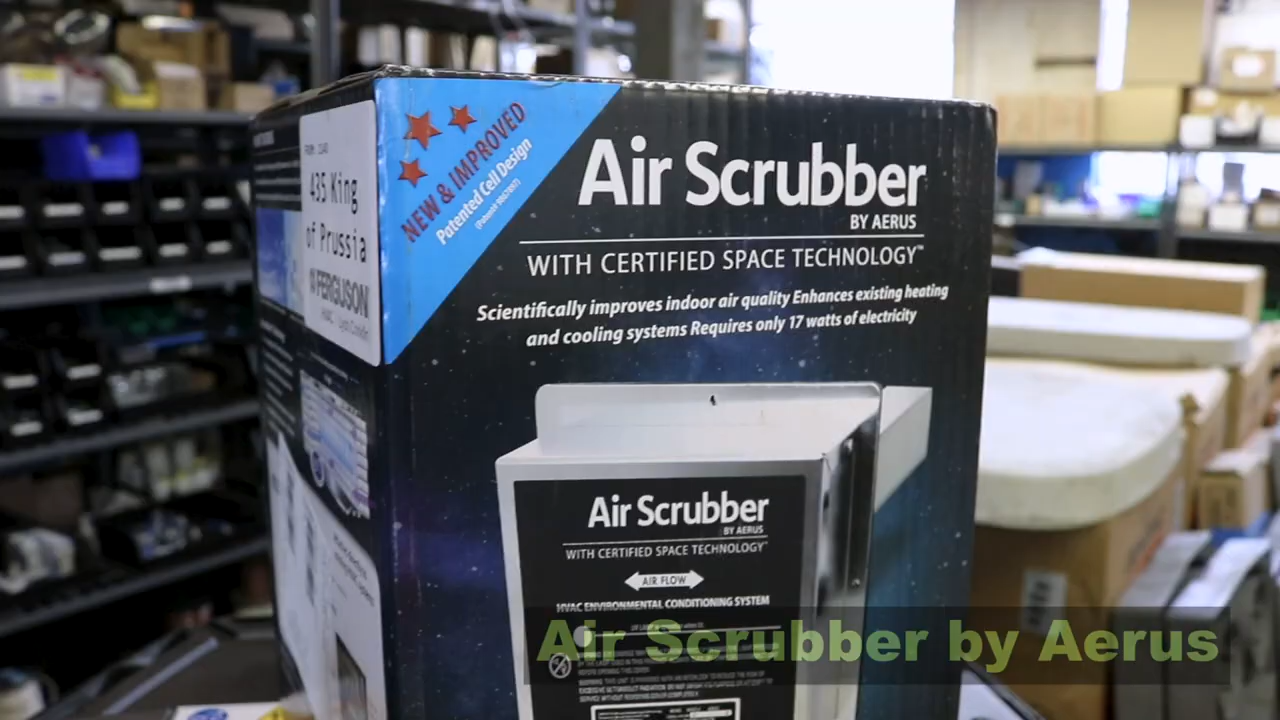 NEW & IMPROVED
Patented Cell Design
435 King
of Prussia
FERGUSON
Air Scrubber
BY AERUS
WITH CERTIFIED SPACE TECHNOLOGY™
Scientifically improves indoor air quality Enhances existing heating
and cooling systems Requires only 17 watts of electricity
Air Scrubber
BY AERUS
WITH CERTIFIED SPACE TECHNOLOGY™
AIR FLOW
HVAC ENVIRONMENTAL CONDITIONING SYSTEM
Air Scrubber by Aerus